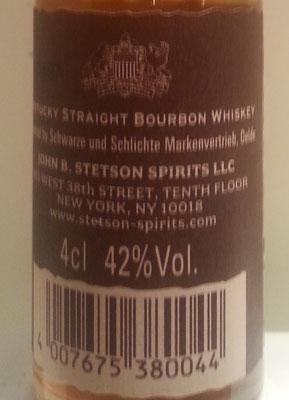 STRAIGHT BOURBON WHISKEY
by Schwarze und Schlichte Markenvertrieb, Oelde
JOHN B. STETSON SPIRITS LLC
WEST 38th STREET, TENTH FLOOR
NEW YORK, NY 10018
www.stetson-spirits.com
4cl 42%Vol.
4 007675 380044